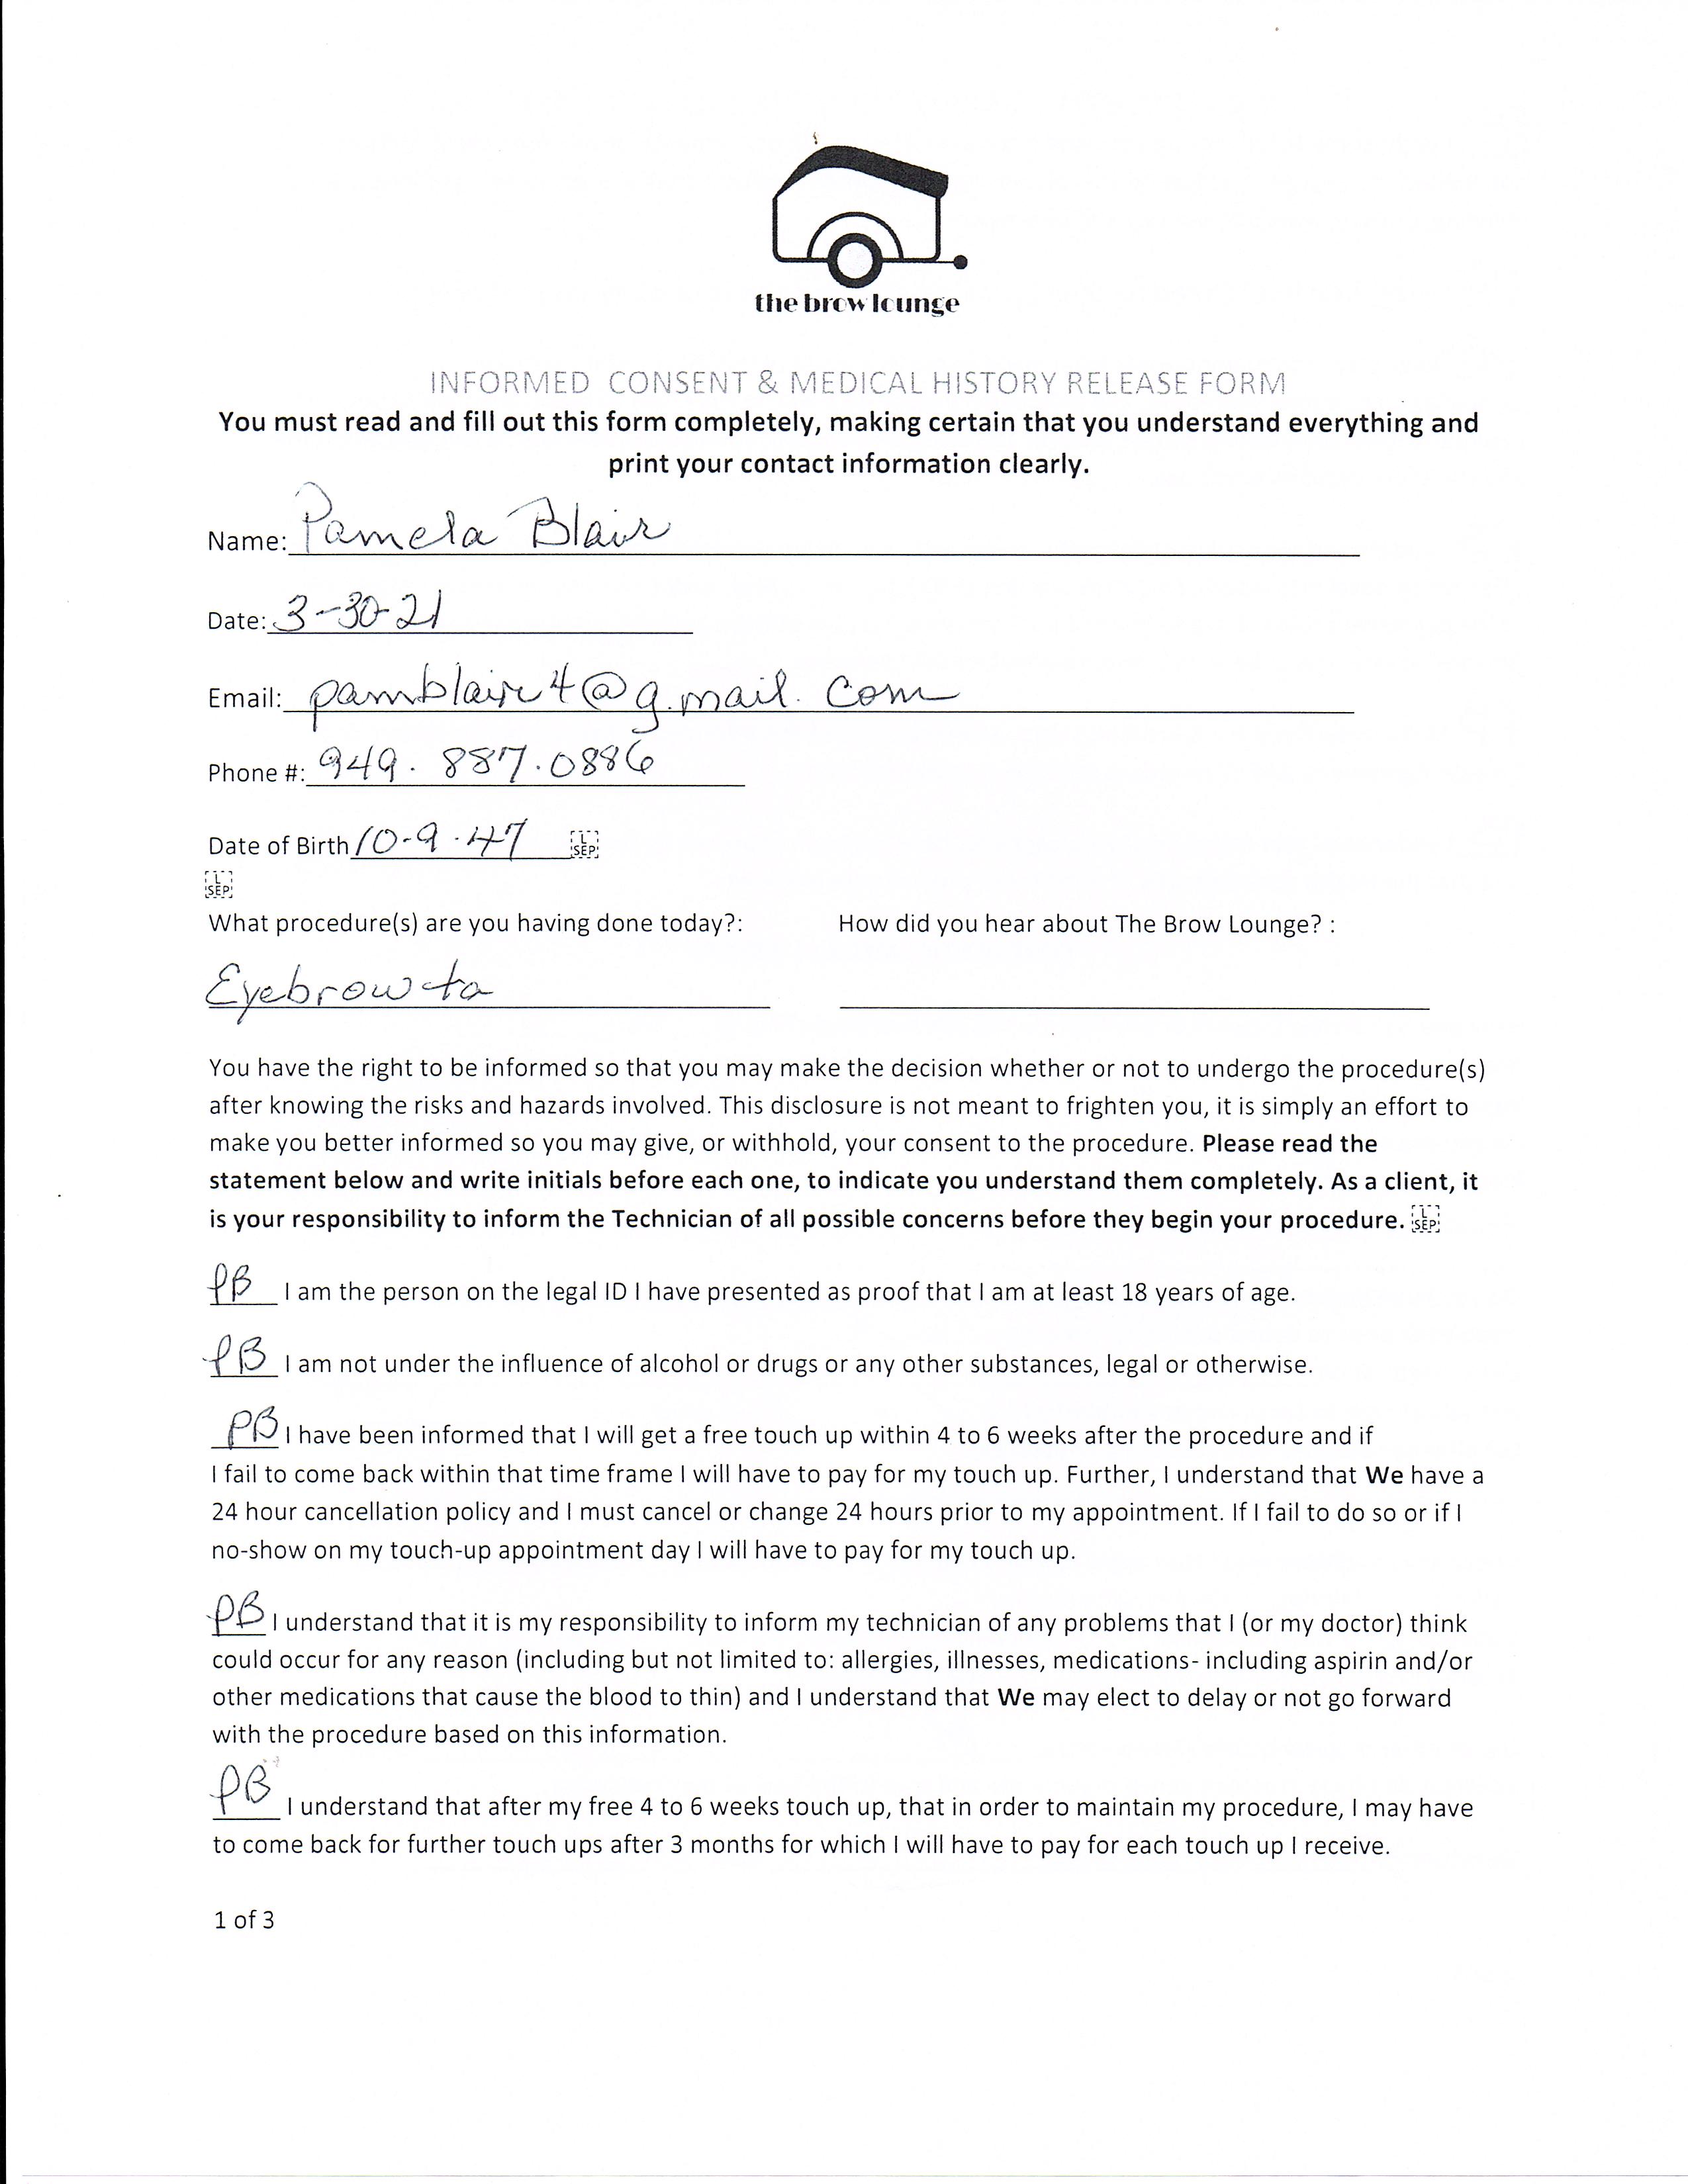 the brow lounge
INFORMED CONSENT & MEDICAL HISTORY RELEASE FORM
You must read and fill out this form completely, making certain that you understand everything and
print your contact information clearly.
Name: Pamela Blair
Date: 3-30-21
Email: pamblair4@g.mail.com
Phone #: 949.887.0886
Date of Birth 10-9-47 L SEP
L SEP
What procedure(s) are you having done today?: How did you hear about The Brow Lounge? :
Eyebrow ta
You have the right to be informed so that you may make the decision whether or not to undergo the procedure(s)
after knowing the risks and hazards involved. This disclosure is not meant to frighten you, it is simply an effort to
make you better informed so you may give, or withhold, your consent to the procedure. Please read the
statement below and write initials before each one, to indicate you understand them completely. As a client, it
is your responsibility to inform the Technician of all possible concerns before they begin your procedure. L SEP
PB I am the person on the legal ID I have presented as proof that I am at least 18 years of age.
PB I am not under the influence of alcohol or drugs or any other substances, legal or otherwise.
PB I have been informed that I will get a free touch up within 4 to 6 weeks after the procedure and if
I fail to come back within that time frame I will have to pay for my touch up. Further, I understand that We have a
24 hour cancellation policy and I must cancel or change 24 hours prior to my appointment. If I fail to do so or if I
no-show on my touch-up appointment day I will have to pay for my touch up.
PB I understand that it is my responsibility to inform my technician of any problems that I (or my doctor) think
could occur for any reason (including but not limited to: allergies, illnesses, medications- including aspirin and/or
other medications that cause the blood to thin) and I understand that We may elect to delay or not go forward
with the procedure based on this information.
PB I understand that after my free 4 to 6 weeks touch up, that in order to maintain my procedure, I may have
to come back for further touch ups after 3 months for which I will have to pay for each touch up I receive.
1 of 3